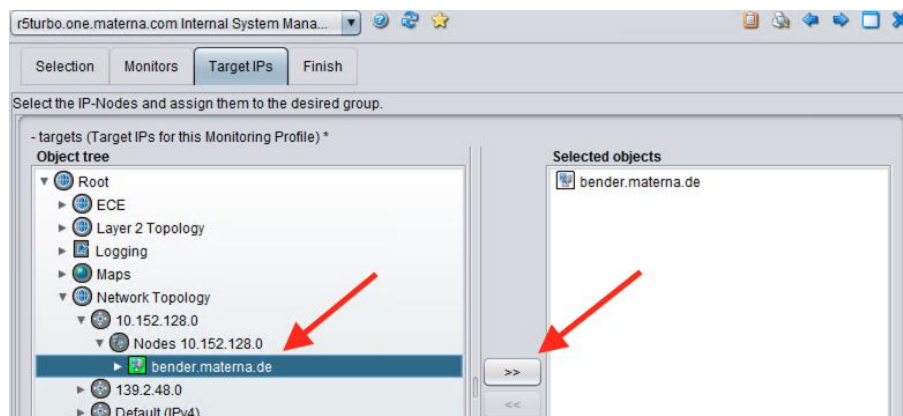 r5turbo.one.materna.com Internal System Mana...
Selection Monitors Target IPs Finish
Select the IP-Nodes and assign them to the desired group.
- targets (Target IPs for this Monitoring Profile) *
Object tree
Root
ECE
Layer 2 Topology
Logging
Maps
Network Topology
10.152.128.0
Nodes 10.152.128.0
bender.materna.de
139.2.48.0
Default (IPv4)
>>
<<
Selected objects
bender.materna.de